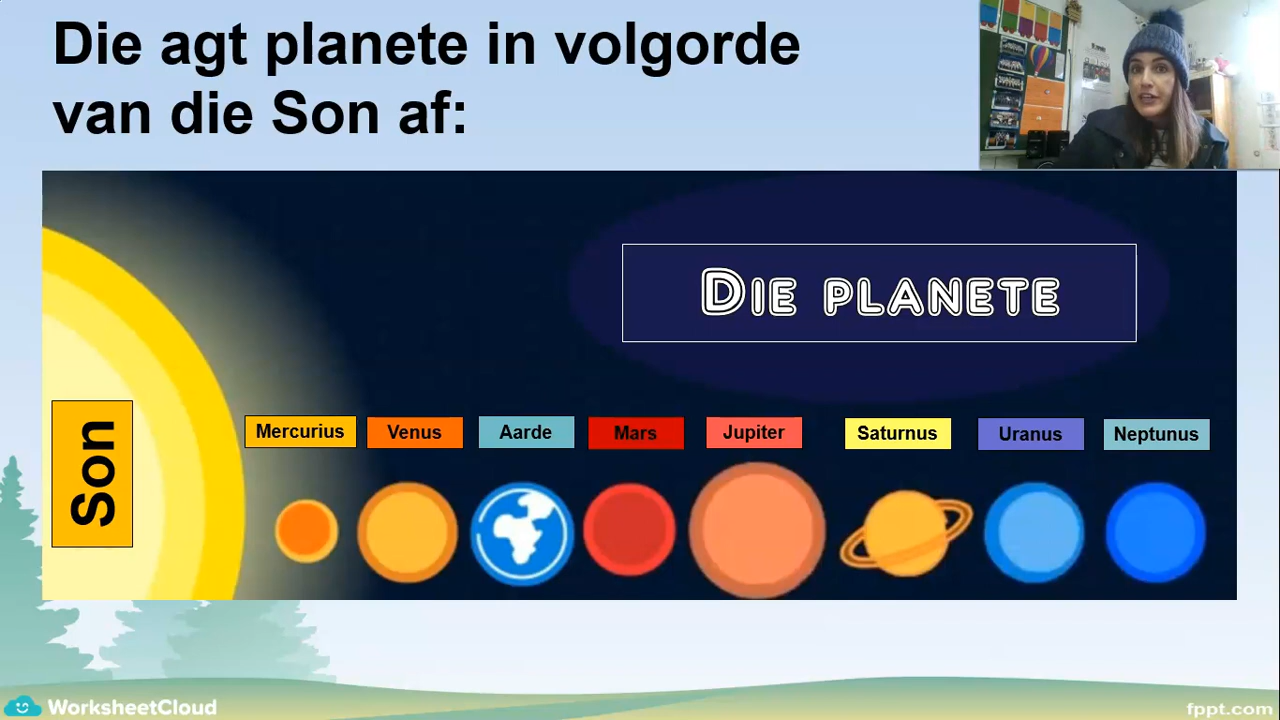 Die agt planete in volgorde
van die Son af:
Die planete
Son
Mercurius
Venus
Aarde
Mars
Jupiter
Saturnus
Uranus
Neptunus
WorksheetCloud
fppt.com